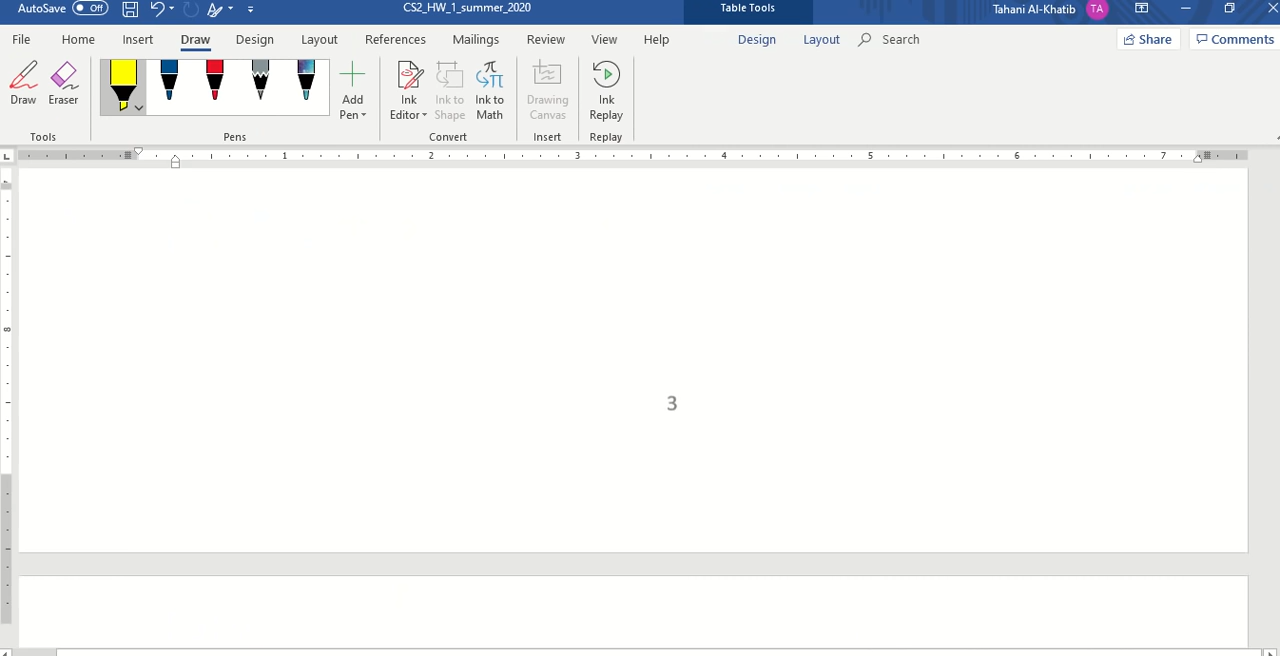 AutoSave Off CS2_HW_1_summer_2020 Table Tools Tahani Al-Khatib TA
File Home Insert Draw Design Layout References Mailings Review View Help Design Layout Search Share Comments
Draw Eraser Add Pen Ink Editor Ink to Shape Ink to Math Drawing Canvas Ink Replay
Tools Pens Convert Insert Replay
1 2 3 4 5 6 7
8
3